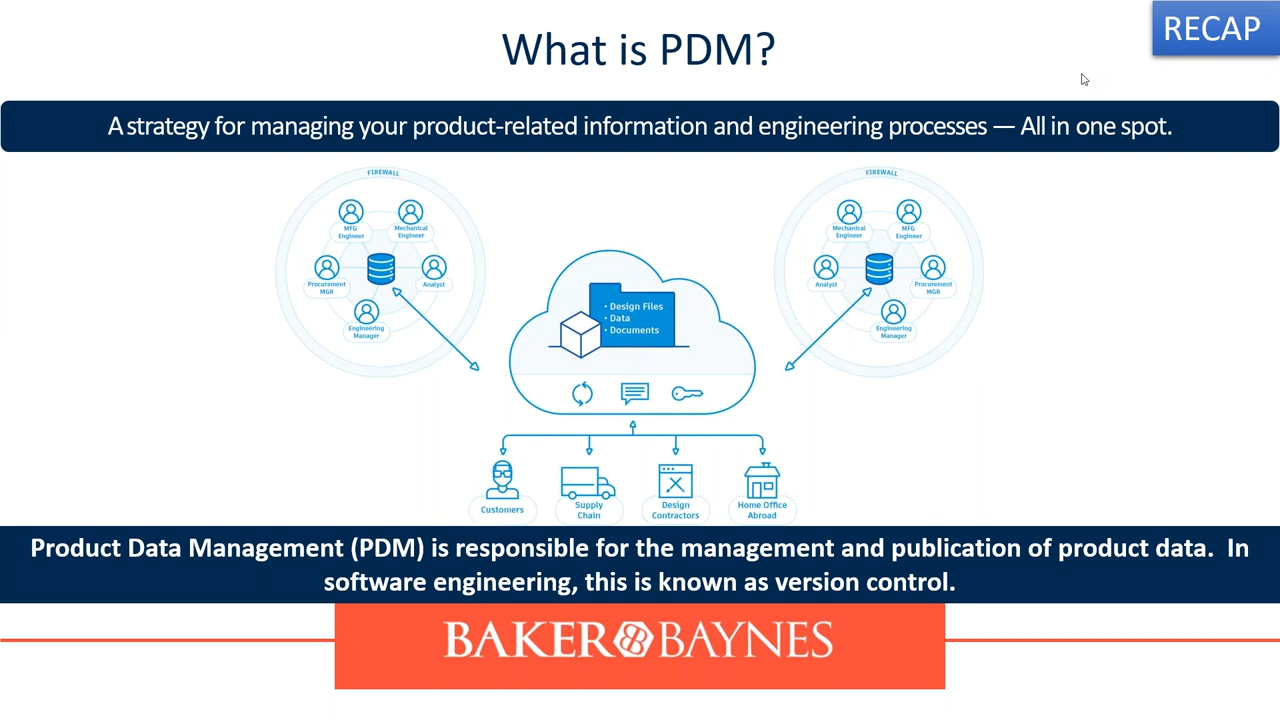 RECAP
What is PDM?
A strategy for managing your product-related information and engineering processes — All in one spot.
FIREWALL
MFG
Engineer
Mechanical
Engineer
Procurement
MGR
Analyst
Engineering
Manager
FIREWALL
Mechanical
Engineer
MFG
Engineer
Analyst
Procurement
MGR
Engineering
Manager
• Design Files
• Data
• Documents
Customers
Supply
Chain
Design
Contractors
Home Office
Abroad
Product Data Management (PDM) is responsible for the management and publication of product data. In
software engineering, this is known as version control.
BAKER BAYNES